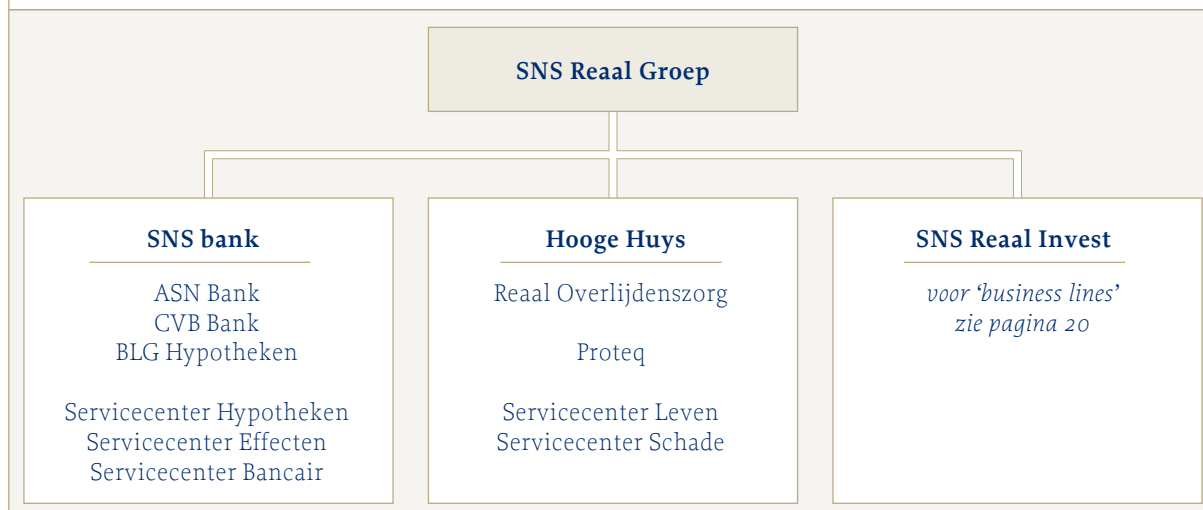 SNS Reaal Groep
SNS bank
ASN Bank
CVB Bank
BLG Hypotheken
Servicecenter Hypotheken
Servicecenter Effecten
Servicecenter Bancair
Hooge Huys
Reaal Overlijdenszorg
Proteq
Servicecenter Leven
Servicecenter Schade
SNS Reaal Invest
voor ‘business lines’
zie pagina 20